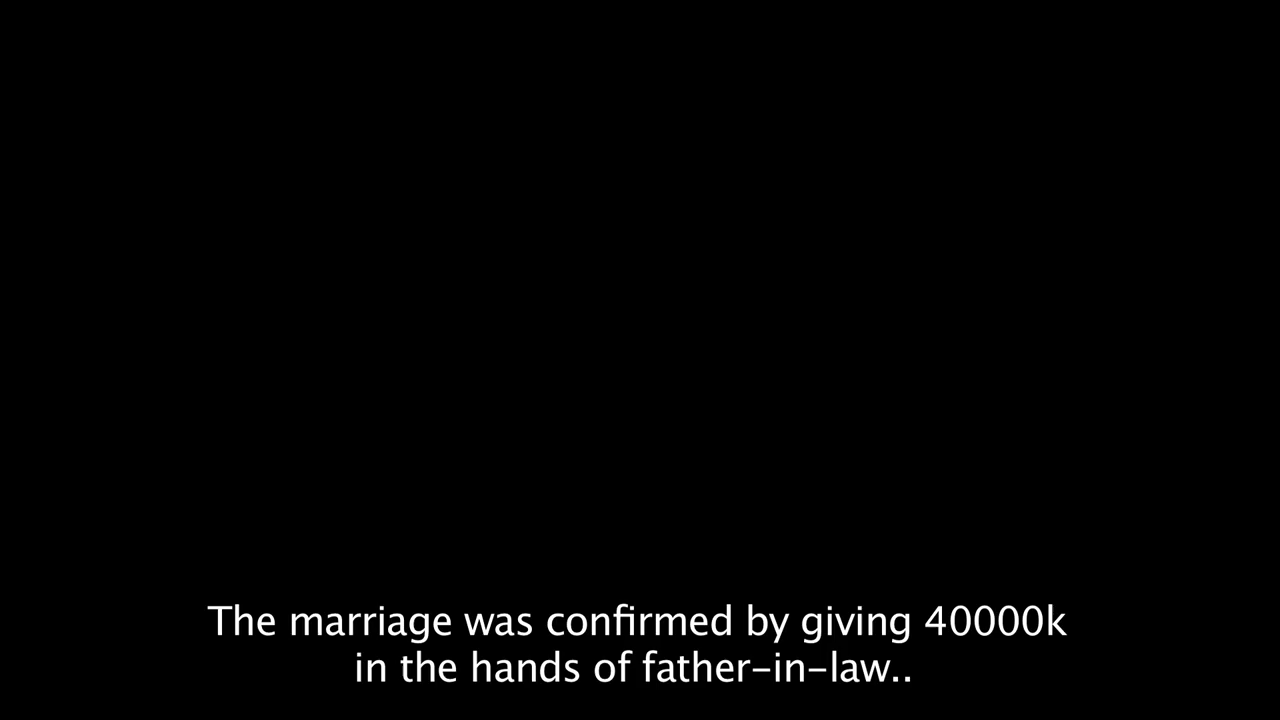 The marriage was confirmed by giving 40000k
in the hands of father-in-law..